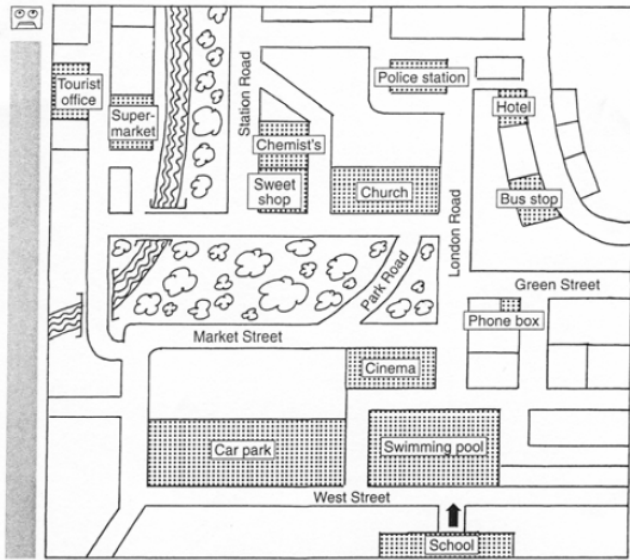 Tourist
office
Super-
market
Station Road
Police station
Hotel
Chemist's
Sweet
shop
Church
Bus stop
London Road
Park Road
Green Street
Market Street
Phone box
Cinema
Car park
Swimming pool
West Street
School